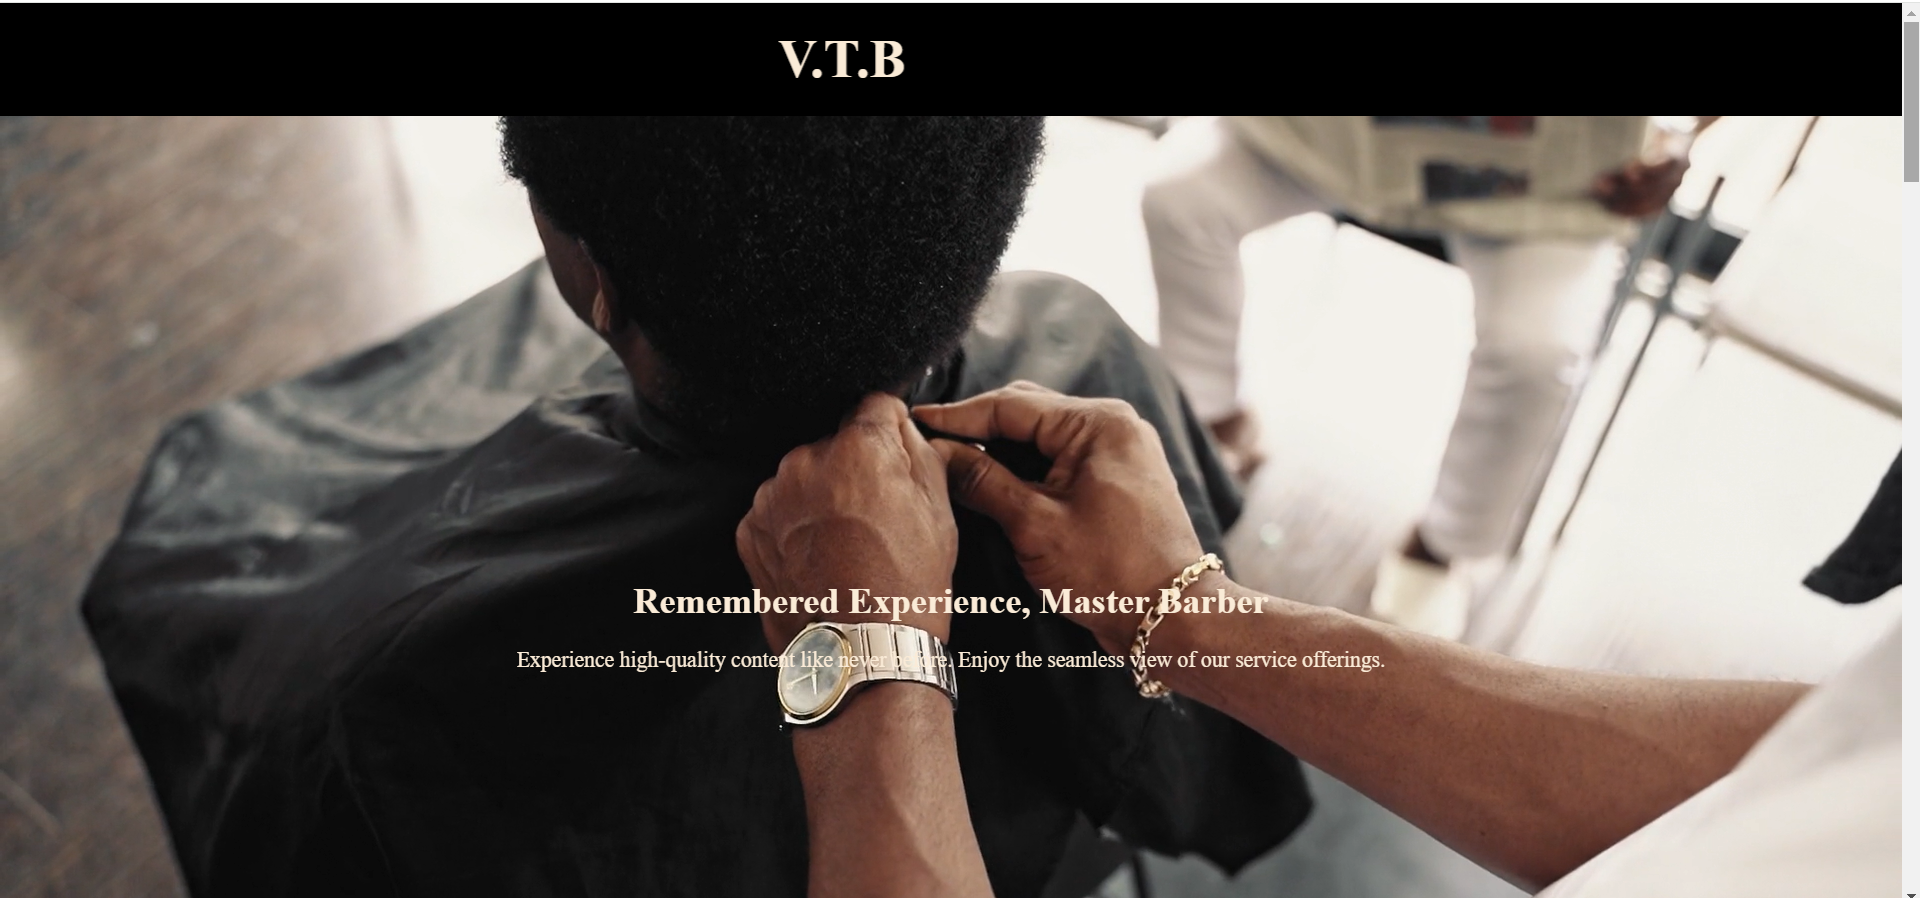 V.T.B
Remembered Experience, Master Barber
Experience high-quality content like never before. Enjoy the seamless view of our service offerings.